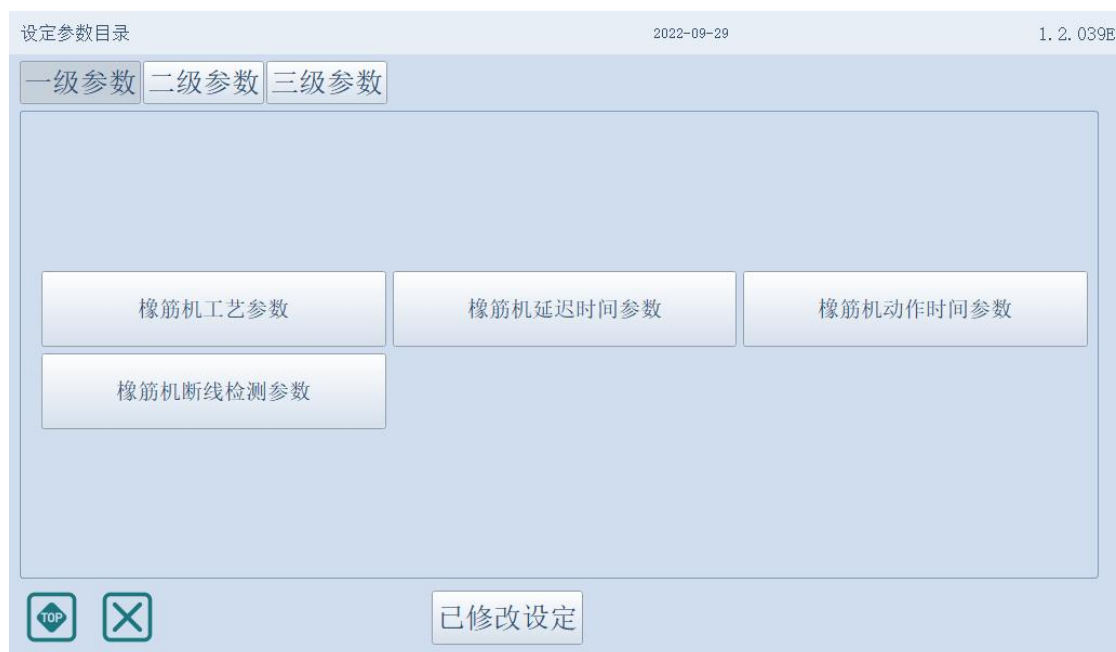 设定参数目录 2022-09-29 1.2.039E
一级参数 二级参数 三级参数
橡筋机工艺参数 橡筋机延迟时间参数 橡筋机动作时间参数
橡筋机断线检测参数
TOP 已修改设定